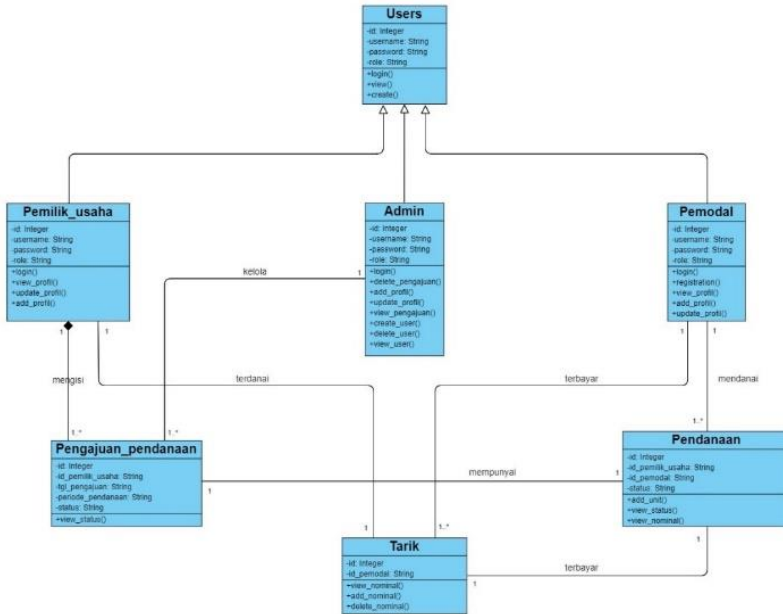 Users
-id: Integer
-username: String
-password: String
-role: String
+login()
+view()
+create()
Pemilik_usaha
-id: Integer
-username: String
-password: String
-role: String
+login()
+view_profil()
+update_profil()
+add_profil()
Admin
-id: Integer
-username: String
-password: String
-role: String
+login()
+delete_pengajuan()
+add_profil()
+update_profil()
+view_pengajuan()
+create_user()
+delete_user()
+view_user()
Pemodal
-id: Integer
-username: String
-password: String
-role: String
+login()
+registration()
+view_profil()
+add_profil()
+update_profil()
kelola
1
1
1
1
1
mengisi
terdanai
terbayar
mendanai
1..*
1..*
1..*
Pengajuan_pendanaan
-id: Integer
-id_pemilik_usaha: String
-tgl_pengajuan: String
-periode_pendanaan: String
-status: String
+view_status()
mempunyai
1
1
Pendanaan
-id: Integer
-id_pemilik_usaha: String
-id_pemodal: String
-status: String
+add_unit()
+view_status()
+view_nominal()
1
1..*
1
Tarik
-id: Integer
-id_pemodal: String
+view_nominal()
+add_nominal()
+delete_nominal()
terbayar
1